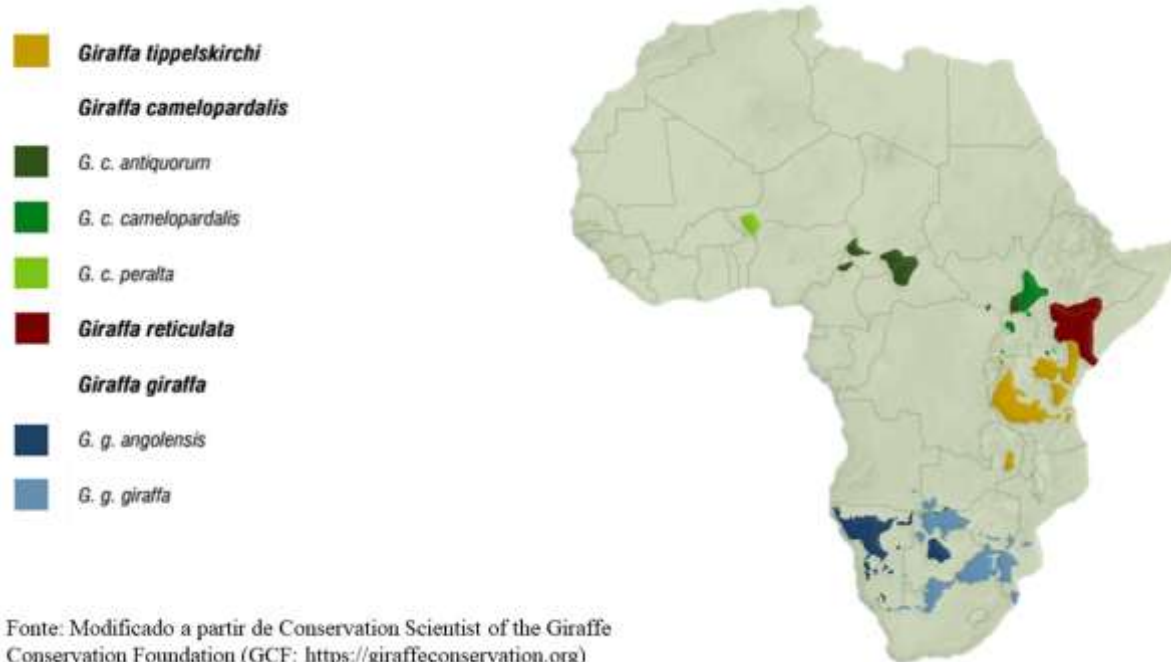 Giraffa tippelskirchi
Giraffa camelopardalis
G. c. antiquorum
G. c. camelopardalis
G. c. peralta
Giraffa reticulata
Giraffa giraffa
G. g. angolensis
G. g. giraffa
Fonte: Modificado a partir de Conservation Scientist of the Giraffe
Conservation Foundation (GCF: https://giraffeconservation.org)